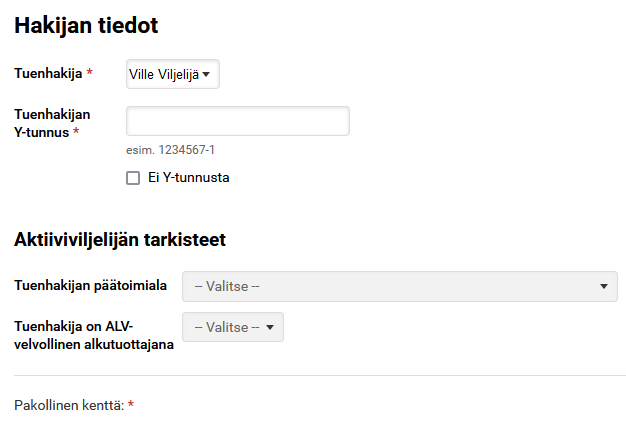 Hakijan tiedot
Tuenhakija *
Ville Viljelijä
Tuenhakijan
Y-tunnus *
esim. 1234567-1
Ei Y-tunnusta
Aktiiviviljelijän tarkisteet
Tuenhakijan päätoimiala
-- Valitse --
Tuenhakija on ALV-
velvollinen alkutuottajana
-- Valitse --
Pakollinen kenttä: *